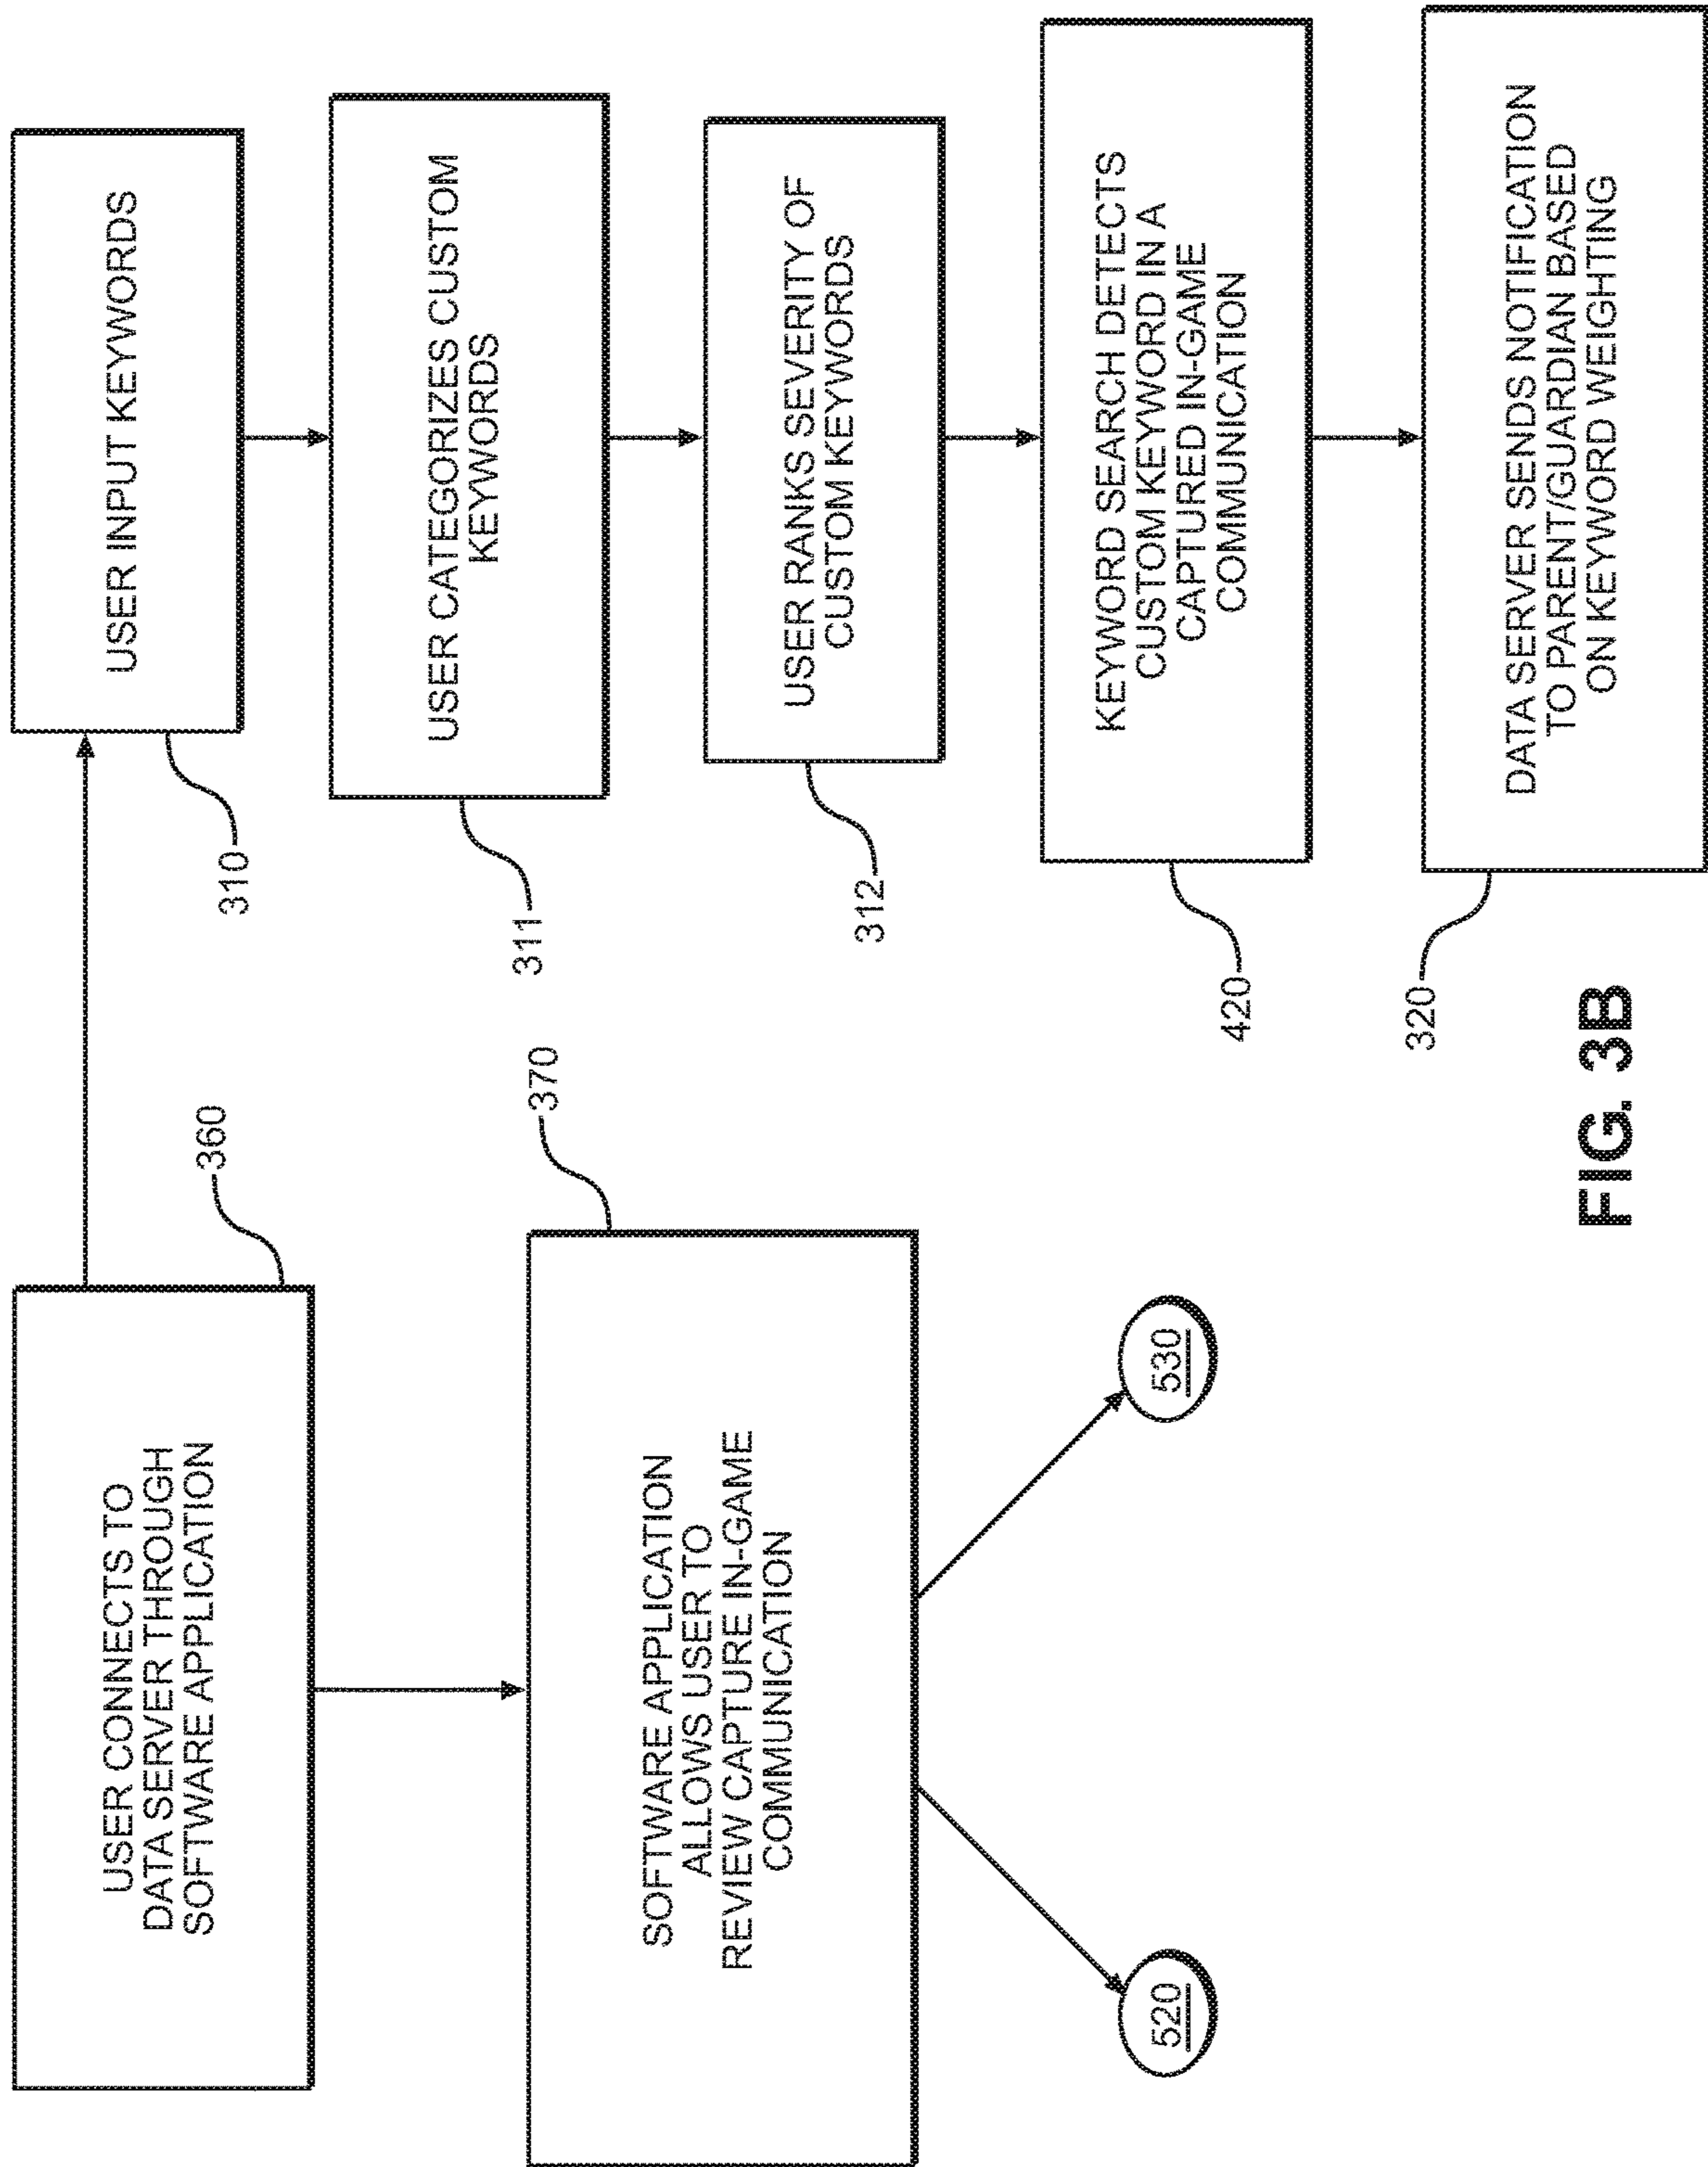 USER CONNECTS TO
DATA SERVER THROUGH
SOFTWARE APPLICATION
360
SOFTWARE APPLICATION
ALLOWS USER TO
REVIEW CAPTURE IN-GAME
COMMUNICATION
370
520
530
USER INPUT KEYWORDS
310
USER CATEGORIZES CUSTOM
KEYWORDS
311
USER RANKS SEVERITY OF
CUSTOM KEYWORDS
312
KEYWORD SEARCH DETECTS
CUSTOM KEYWORD IN A
CAPTURED IN-GAME
COMMUNICATION
420
DATA SERVER SENDS NOTIFICATION
TO PARENT/GUARDIAN BASED
ON KEYWORD WEIGHTING
320
FIG. 3B